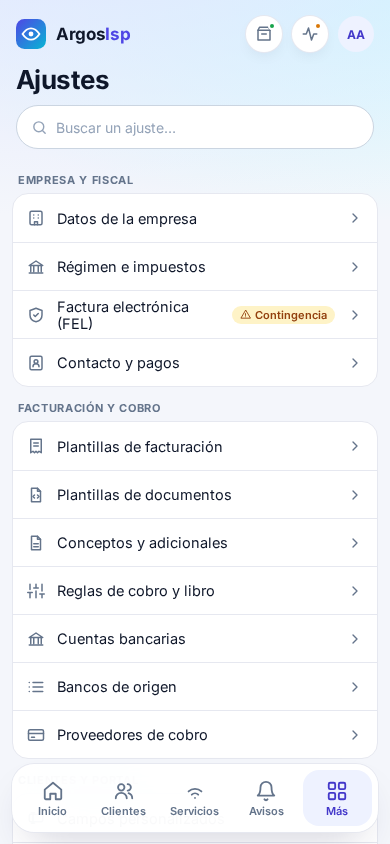 ArgosIsp
AA
Ajustes
Buscar un ajuste...
EMPRESA Y FISCAL
Datos de la empresa
Régimen e impuestos
Factura electrónica
(FEL)
Contingencia
Contacto y pagos
FACTURACIÓN Y COBRO
Plantillas de facturación
Plantillas de documentos
Conceptos y adicionales
Reglas de cobro y libro
Cuentas bancarias
Bancos de origen
Proveedores de cobro
Inicio
Clientes
Servicios
Avisos
Más